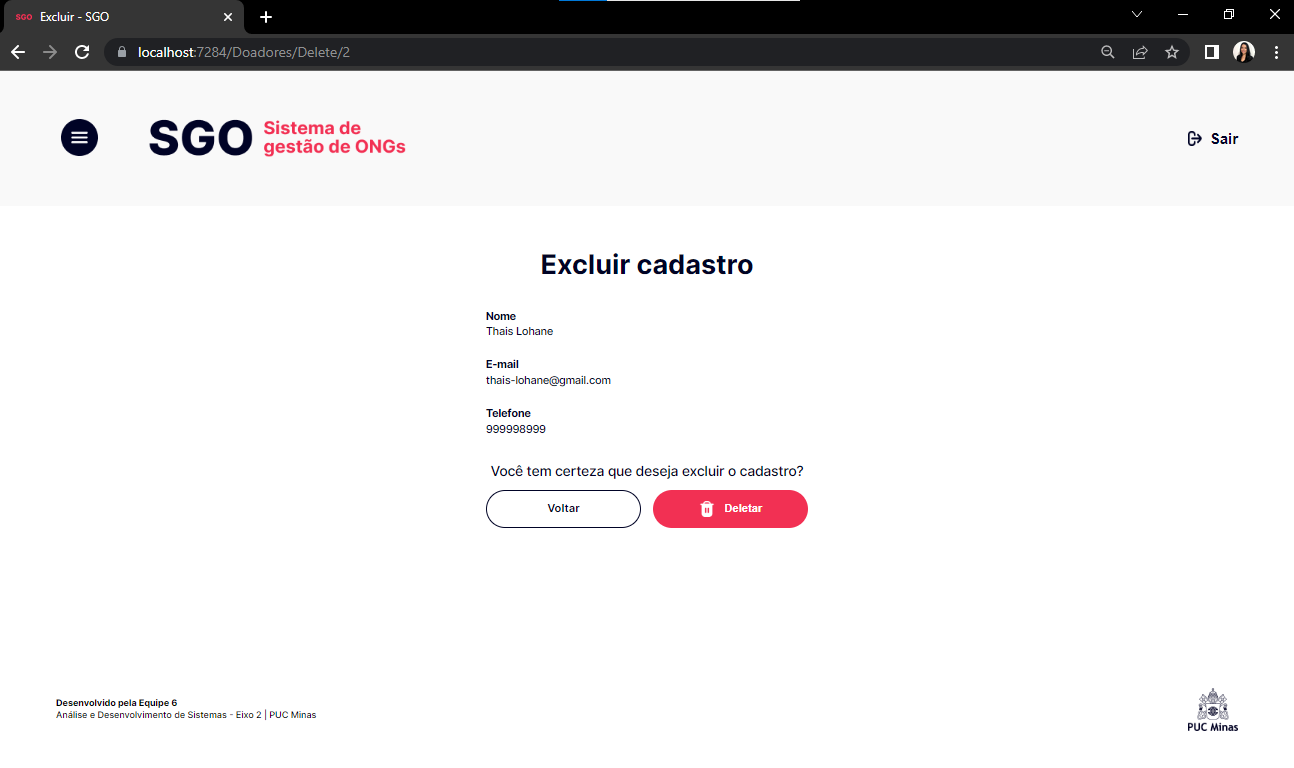 SGO Excluir - SGO
localhost:7284/Doadores/Delete/2
SGO Sistema de
gestão de ONGs
Sair
Excluir cadastro
Nome
Thais Lohane
E-mail
thais-lohane@gmail.com
Telefone
999998999
Você tem certeza que deseja excluir o cadastro?
Voltar
Deletar
Desenvolvido pela Equipe 6
Análise e Desenvolvimento de Sistemas - Eixo 2 | PUC Minas
PUC Minas